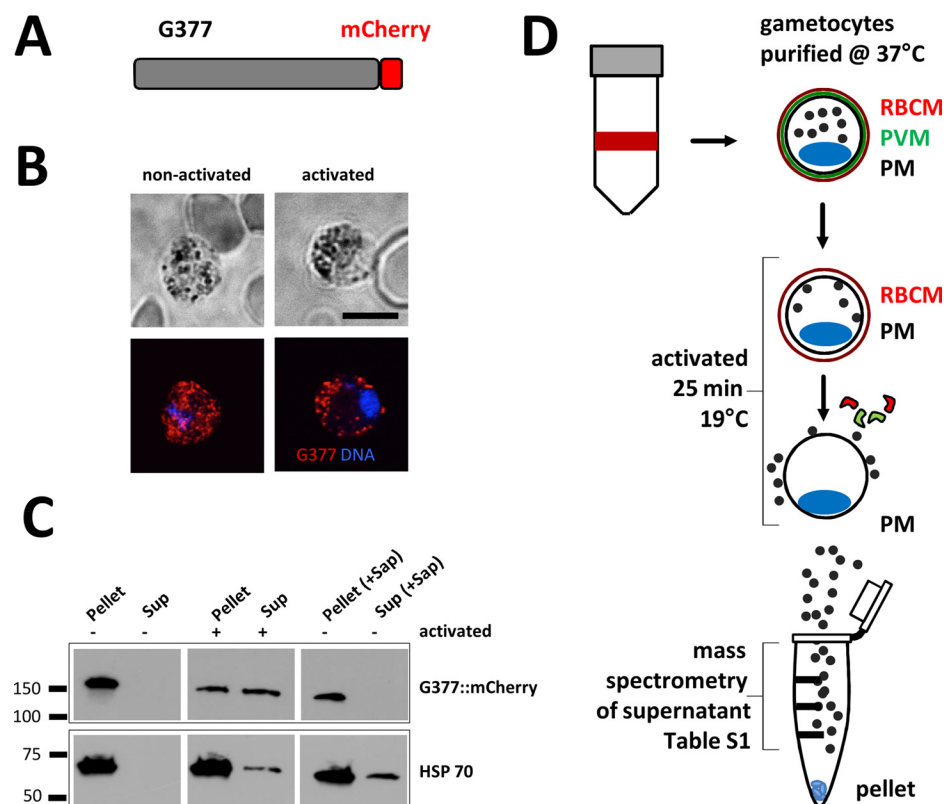 A
G377
mCherry
B
non-activated
activated
G377 DNA
C
Pellet
Sup
Pellet
Sup
Pellet (+Sap)
Sup (+Sap)
- - + + - - activated
150
100
G377::mCherry
75
50
HSP 70
D
gametocytes
purified @ 37°C
RBCM
PVM
PM
RBCM
PM
activated
25 min
19°C
PM
mass
spectrometry
of supernatant
Table S1
pellet